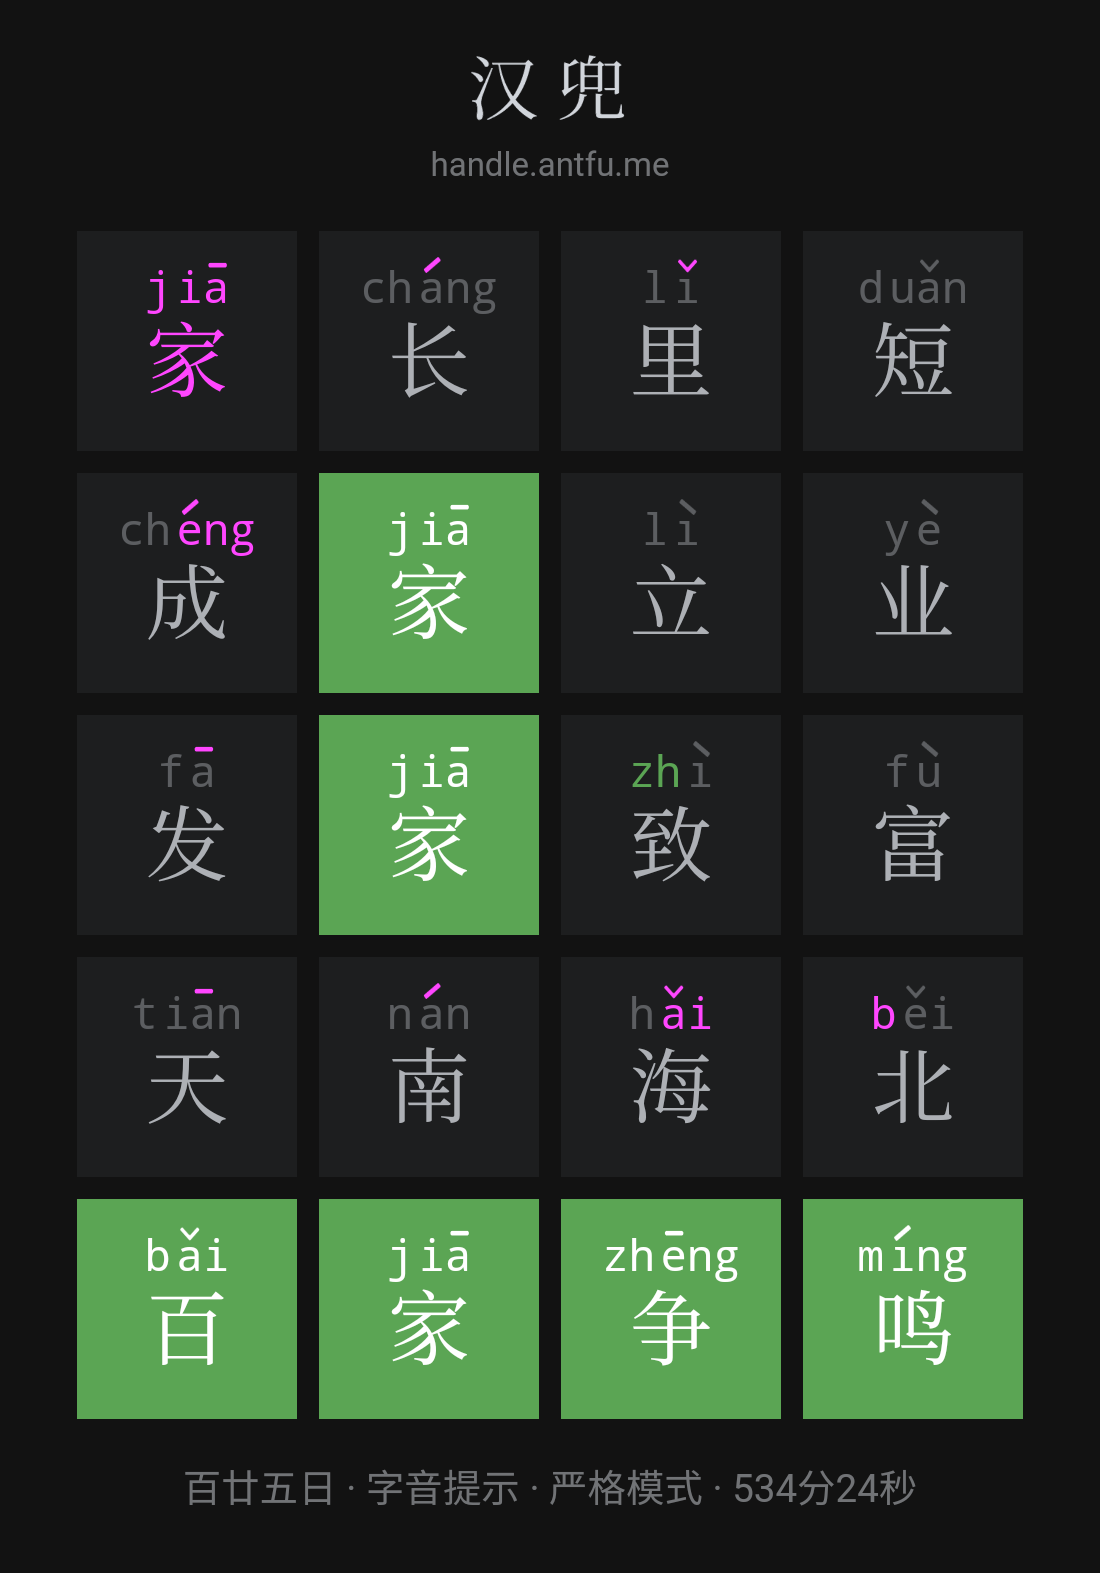 汉兜
handle.antfu.me
jiā cháng lǐ duǎn
家 长 里 短
chéng jiā lì yè
成 家 立 业
fā jiā zhì fù
发 家 致 富
tiān nán hǎi běi
天 南 海 北
bǎi jiā zhēng míng
百 家 争 鸣
百廿五日 · 字音提示 · 严格模式 · 534分24秒